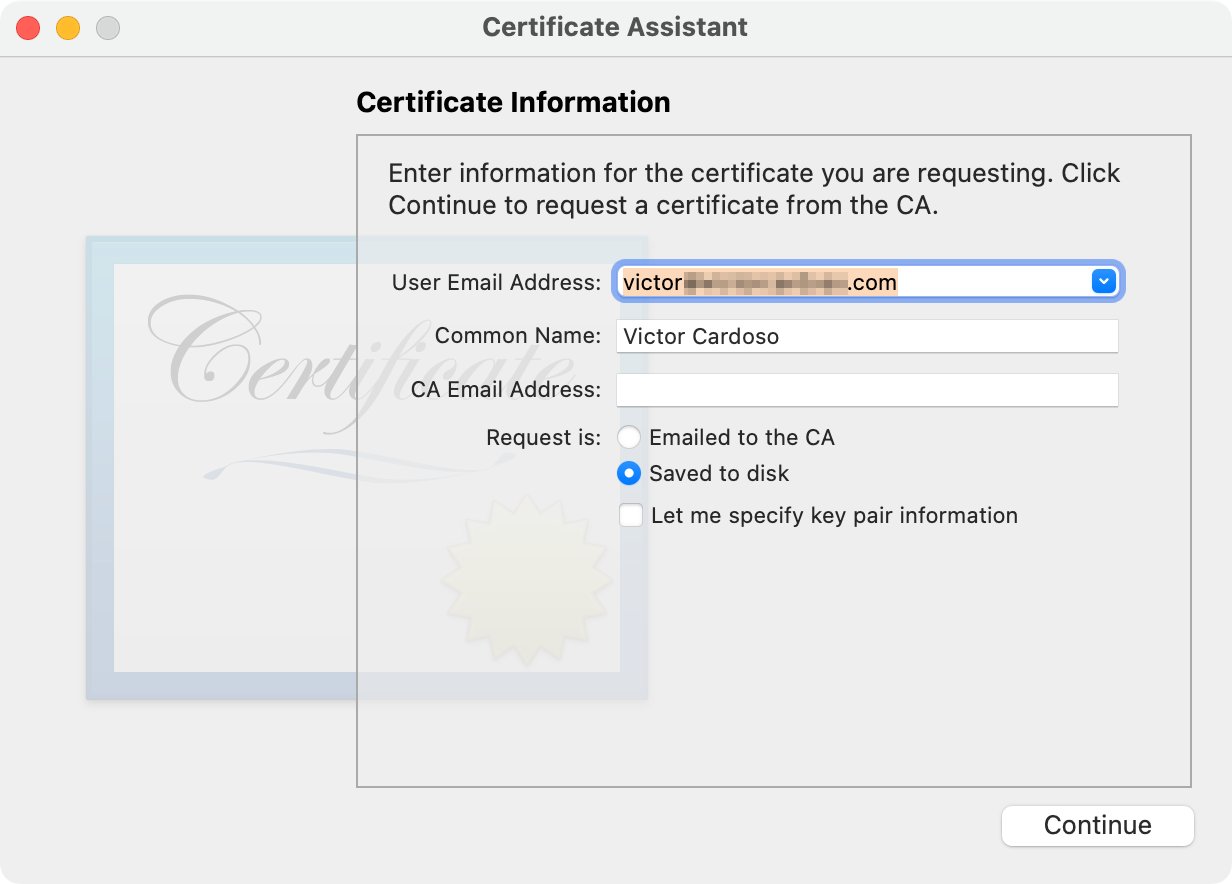 Certificate Assistant
Certificate Information
Enter information for the certificate you are requesting. Click
Continue to request a certificate from the CA.
User Email Address: victor .com
Common Name: Victor Cardoso
CA Email Address:
Request is: Emailed to the CA
Saved to disk
Let me specify key pair information
Certificate
Continue